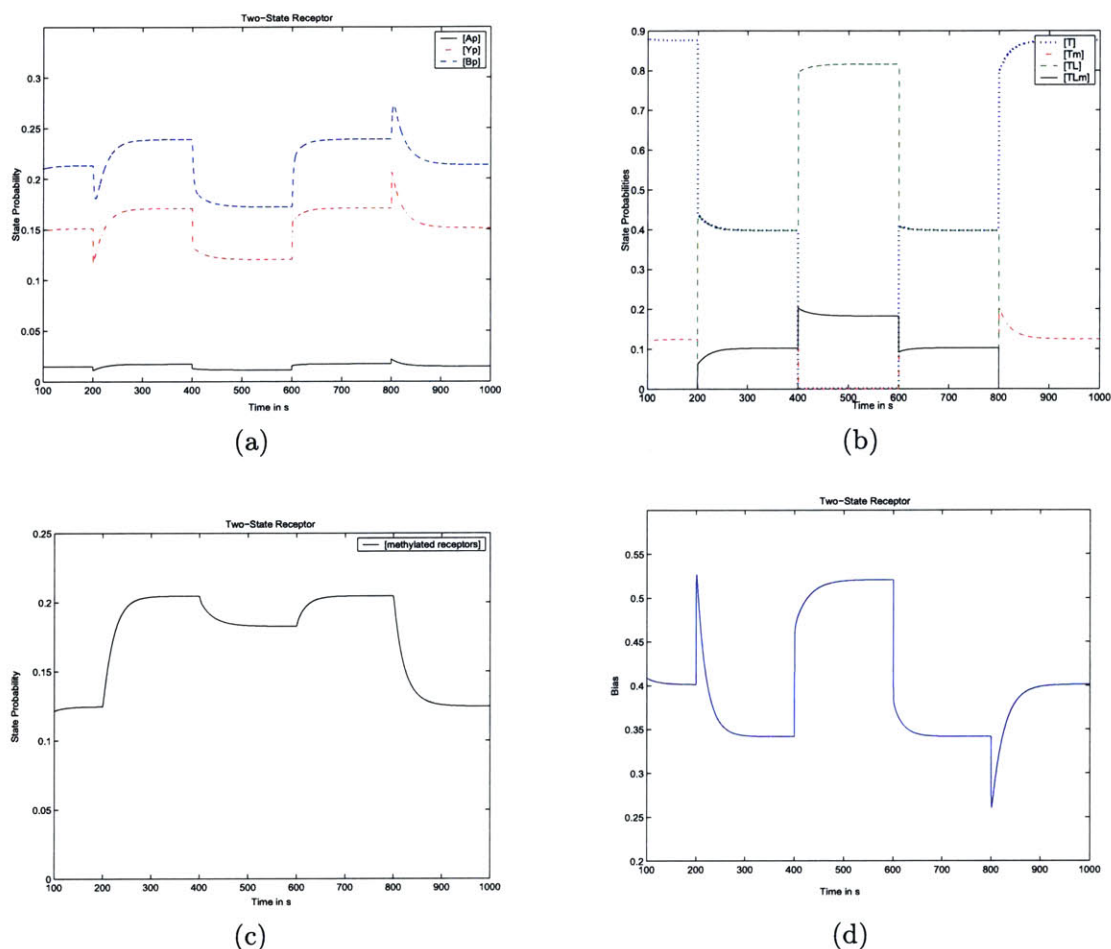 Two-State Receptor
[Ap]
[Yp]
[Bp]
State Probability
0.3
0.25
0.2
0.15
0.1
0.05
0
100 200 300 400 500 600 700 800 900 1000
Time in s
(a)
[T]
[Tm]
[TL]
[TLm]
State Probabilities
0.9
0.8
0.7
0.6
0.5
0.4
0.3
0.2
0.1
0
100 200 300 400 500 600 700 800 900 1000
Time in s
(b)
Two-State Receptor
[methylated receptors]
State Probability
0.25
0.2
0.15
0.1
0.05
0
100 200 300 400 500 600 700 800 900 1000
Time in s
(c)
Two-State Receptor
Bias
0.55
0.5
0.45
0.4
0.35
0.3
0.25
0.2
100 200 300 400 500 600 700 800 900 1000
Time in s
(d)